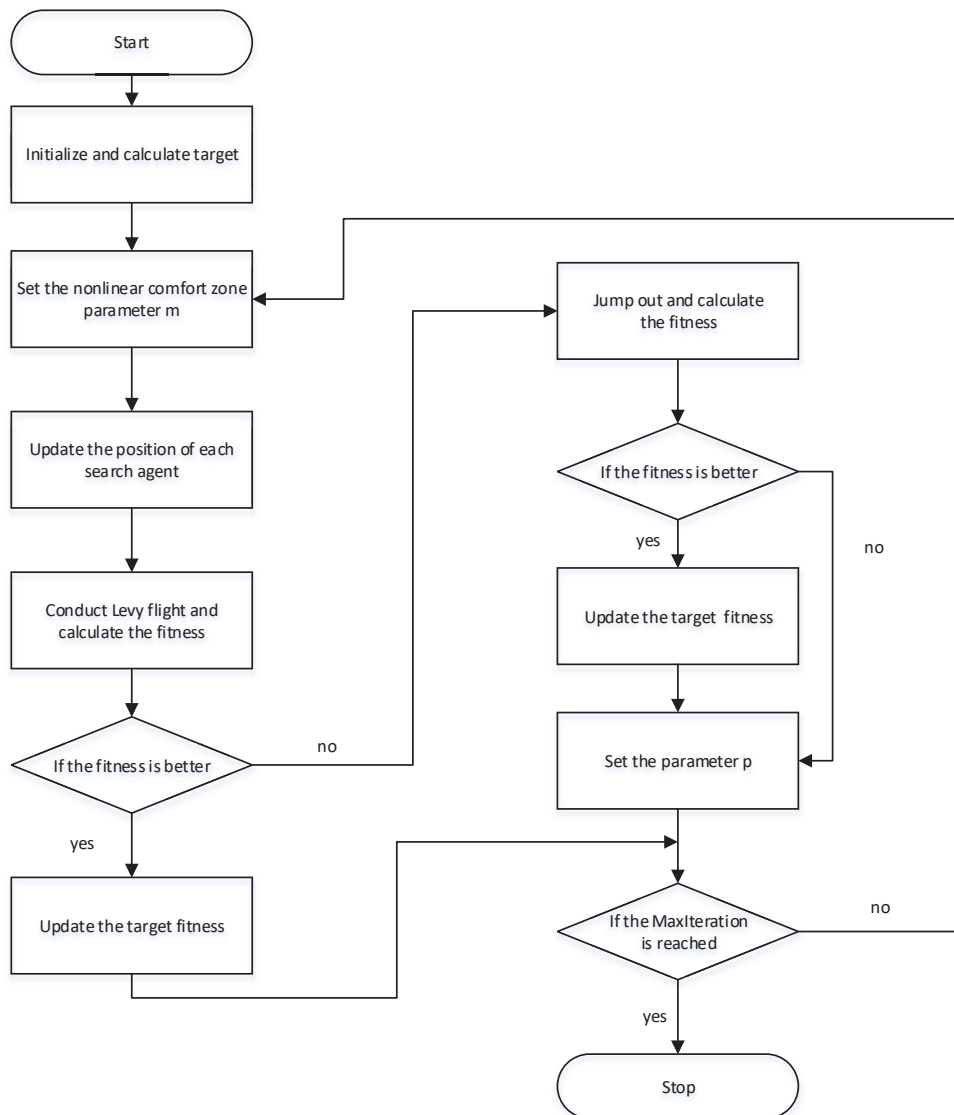 Start
Initialize and calculate target
Set the nonlinear comfort zone
parameter m
Update the position of each
search agent
Conduct Levy flight and
calculate the fitness
If the fitness is better
no
yes
Update the target fitness
Jump out and calculate
the fitness
If the fitness is better
no
yes
Update the target  fitness
Set the parameter p
If the MaxIteration
is reached
no
yes
Stop